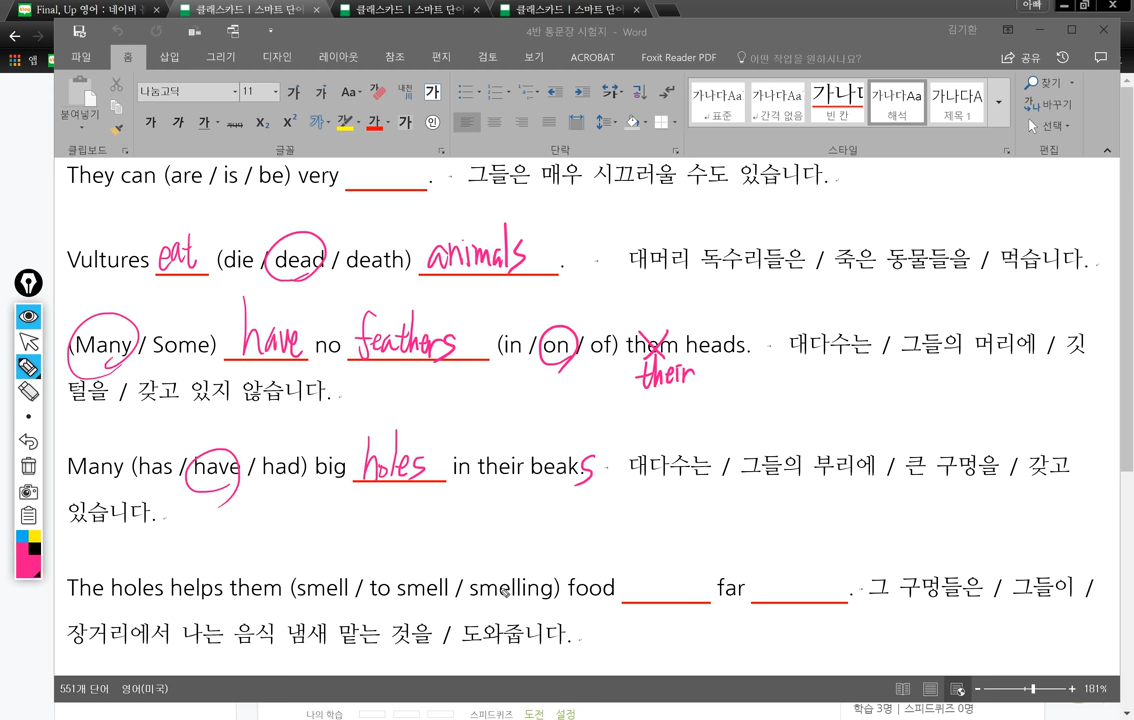 Final, Up 영어 : 네이버
클래스카드 | 스마트 단어
클래스카드 | 스마트 단어
클래스카드 | 스마트 단어
아빠
앱
4반 통문장 시험지 - Word
김기환
파일 홈 삽입 그리기 디자인 레이아웃 참조 편지 검토 보기 ACROBAT Foxit Reader PDF 어떤 작업을 원하시나요? 공유
붙여넣기
나눔고딕 11
가나다Aa 가나다Aa 가나다 가나다Aa 가나다A
표준 간격 없음 빈 칸 해석 제목 1
찾기
바꾸기
선택
클립보드 글꼴 단락 스타일 편집
They can (are / is / be) very ______. 그들은 매우 시끄러울 수도 있습니다.
Vultures eat (die / dead / death) animals. 대머리 독수리들은 / 죽은 동물들을 / 먹습니다.
(Many / Some) have no feathers (in / on / of) them heads. 대다수는 / 그들의 머리에 / 깃
their
털을 / 갖고 있지 않습니다.
Many (has / have / had) big holes in their beak.s 대다수는 / 그들의 부리에 / 큰 구멍을 / 갖고
있습니다.
The holes helps them (smell / to smell / smelling) food ______ far ______. 그 구멍들은 / 그들이 /
장거리에서 나는 음식 냄새 맡는 것을 / 도와줍니다.
551개 단어 영어(미국) 181%
나의 학습 스피드퀴즈 도전 설정 학습 3명 | 스피드퀴즈 0명